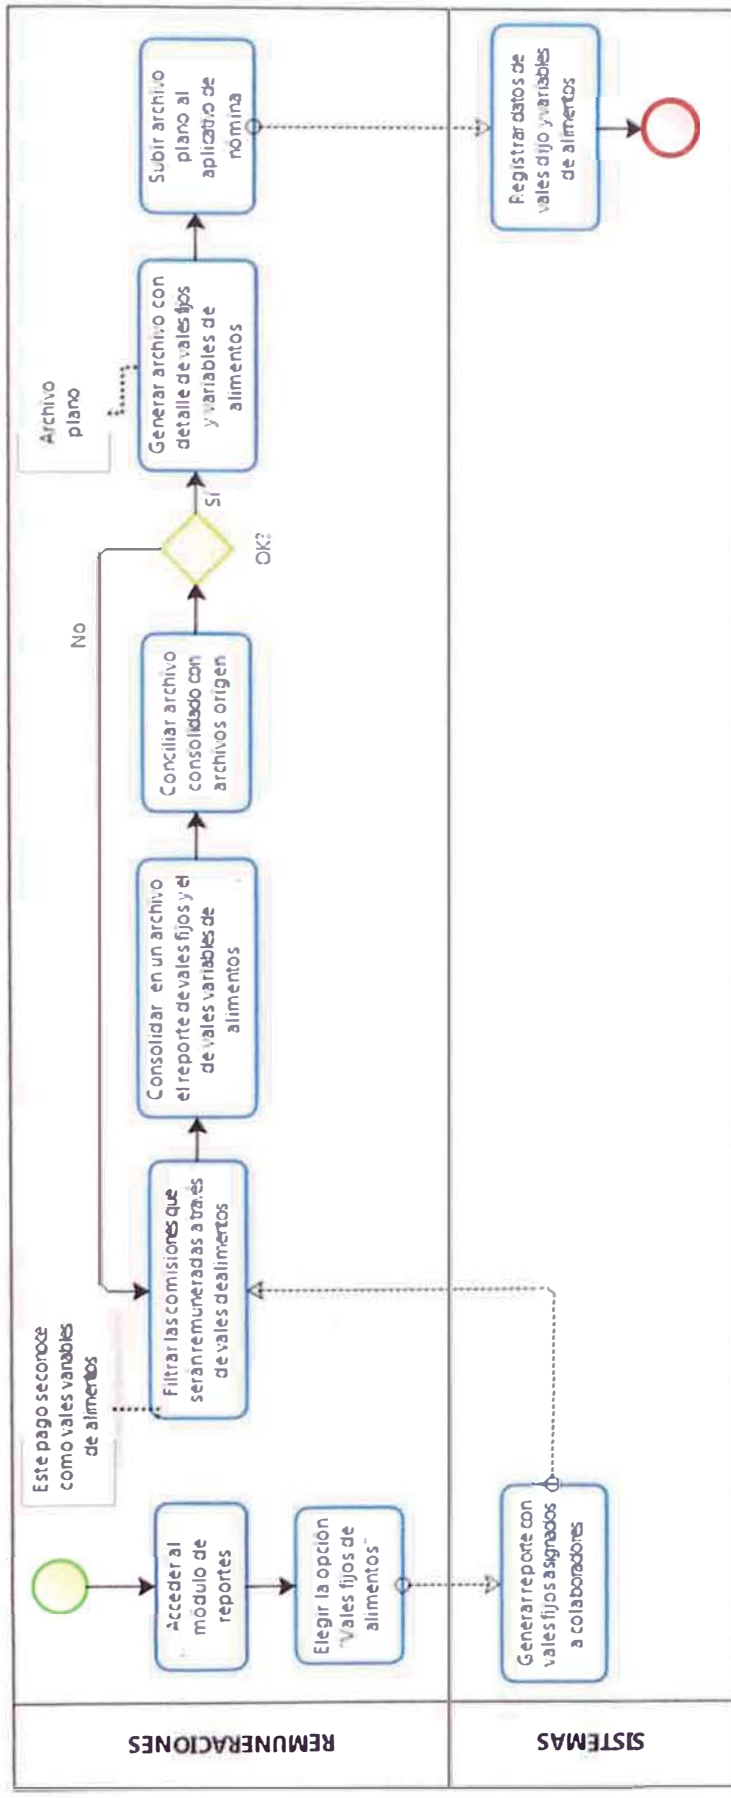 REMUNERACIONES
Acceder al
módulo de
reportes
Elegir la opción
"Vales fijos de
alimentos"
Este pago se conoce
como vales variables
de alimentos
Filtrar las comisiones que
serán remuneradas a través
de vales de alimentos
Consolidar en un archivo
el reporte de vales fijos y el
de vales variables de
alimentos
Conciliar archivo
consolidado con
archivos origen
No
OK?
Sí
Archivo
plano
Generar archivo con
detalle de vales fijos
y variables de
alimentos
Subir archivo
plano al
aplicativo de
nómina
SISTEMAS
Generar reporte con
vales fijos asignados
a colaboradores
Registrar datos de
vales dijo y variables
de alimentos